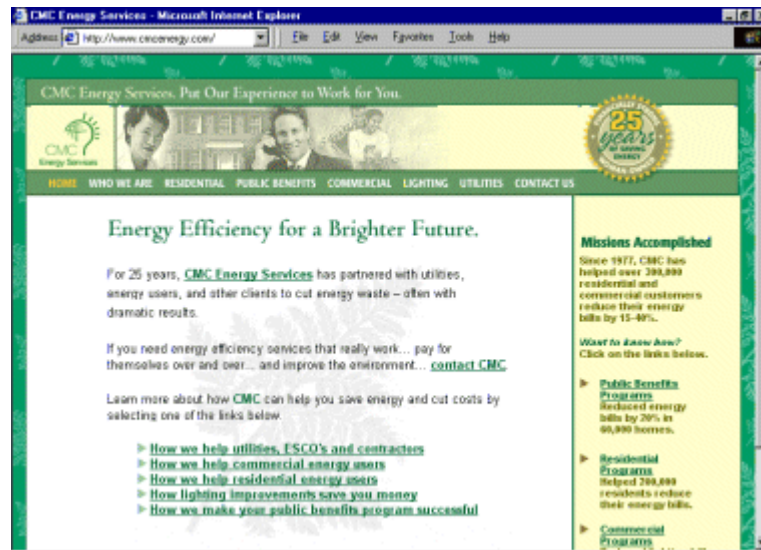 CMC Energy Services - Microsoft Internet Explorer
Address http://www.cmcenergy.com/ File Edit View Favorites Tools Help
CMC Energy Services. Put Our Experience to Work for You.
CMC
Energy Services
25
years
OF SAVING
ENERGY
HOME WHO WE ARE RESIDENTIAL PUBLIC BENEFITS COMMERCIAL LIGHTING UTILITIES CONTACT US
Energy Efficiency for a Brighter Future.
For 25 years, CMC Energy Services has partnered with utilities,
energy users, and other clients to cut energy waste – often with
dramatic results.
If you need energy efficiency services that really work... pay for
themselves over and over... and improve the environment... contact CMC.
Learn more about how CMC can help you save energy and cut costs by
selecting one of the links below.
How we help utilities, ESCO's and contractors
How we help commercial energy users
How we help residential energy users
How lighting improvements save you money
How we make your public benefits program successful
Missions Accomplished
Since 1977, CMC has
helped over 300,000
residential and
commercial customers
reduce their energy
bills by 15-40%.
Want to know how?
Click on the links below.
Public Benefits
Programs
Reduced energy
bills by 20% in
60,000 homes.
Residential
Programs
Helped 200,000
residents reduce
their energy bills.
Commercial
Programs